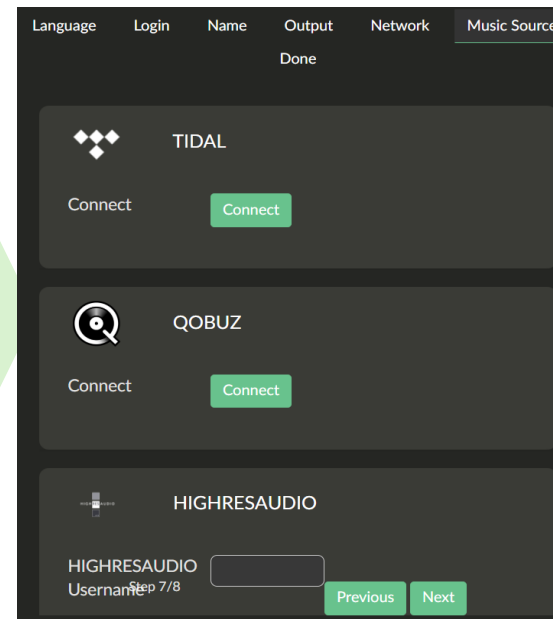 Language Login Name Output Network Music Source
Done
TIDAL
Connect Connect
QOBUZ
Connect Connect
HIGHRESAUDIO
HIGHRESAUDIO
Username Step 7/8
Previous Next